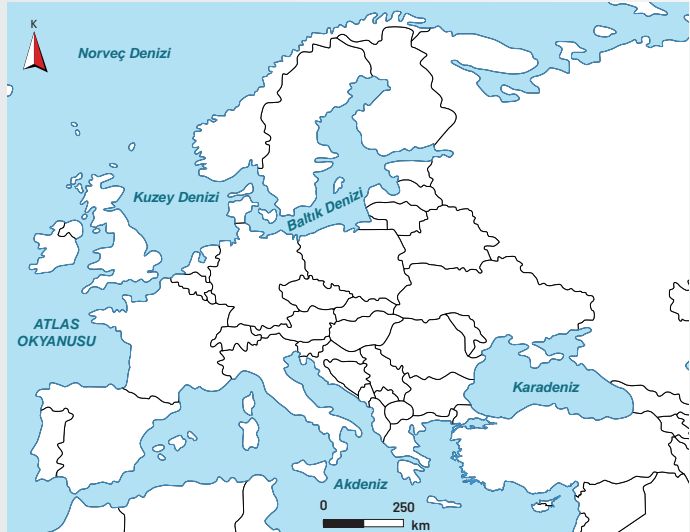 K
Norveç Denizi
Kuzey Denizi
Baltık Denizi
ATLAS
OKYANUSU
Karadeniz
Akdeniz
0 250
km